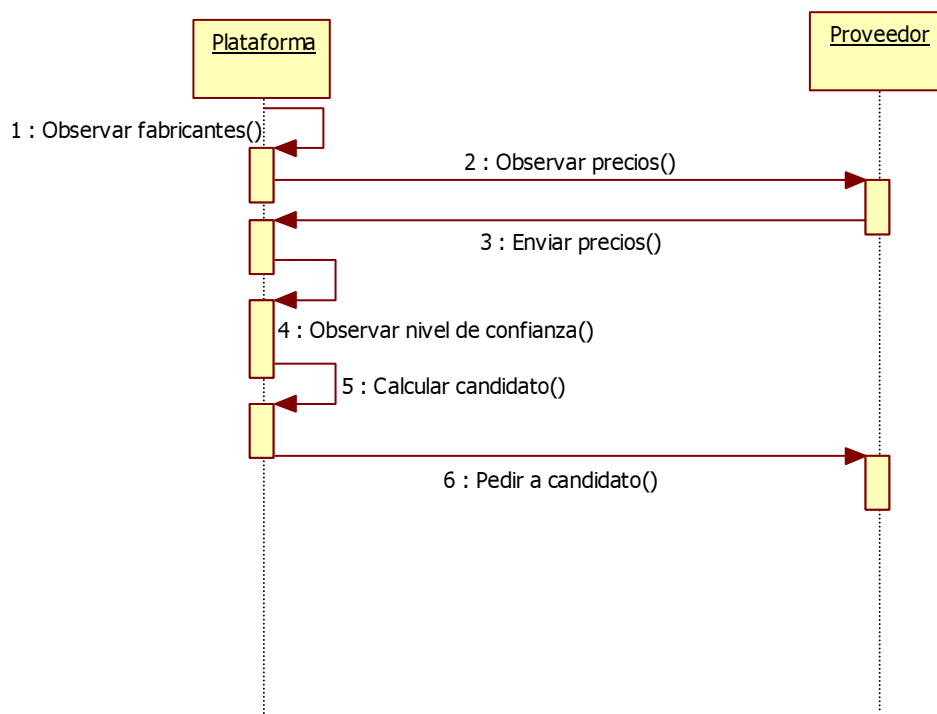 Plataforma
Proveedor
1 : Observar fabricantes()
2 : Observar precios()
3 : Enviar precios()
4 : Observar nivel de confianza()
5 : Calcular candidato()
6 : Pedir a candidato()